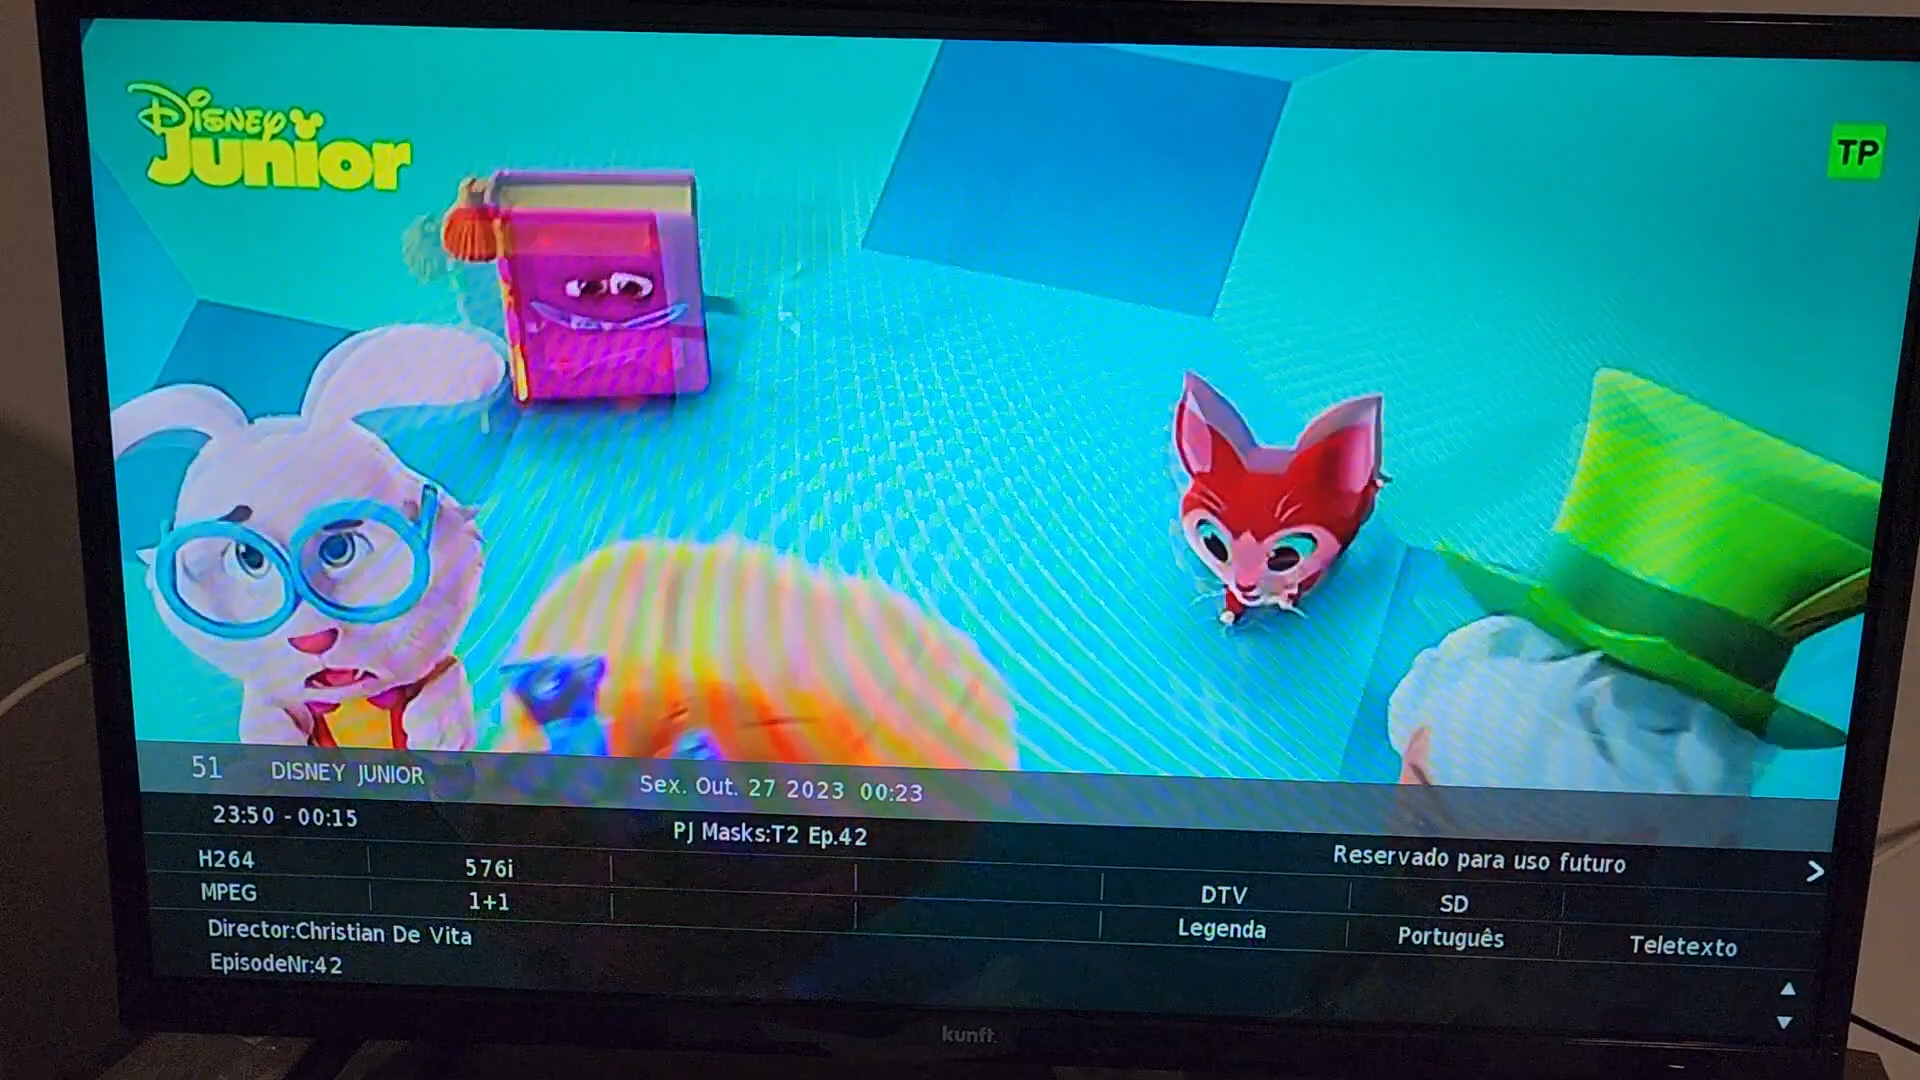 DISNEY
Junior
TP
51 DISNEY JUNIOR Sex. Out. 27 2023 00:23
23:50 - 00:15 PJ Masks:T2 Ep.42 Reservado para uso futuro
H264 576i DTV SD
MPEG 1+1 Legenda Português Teletexto
Director:Christian De Vita
EpisodeNr:42
kunft.